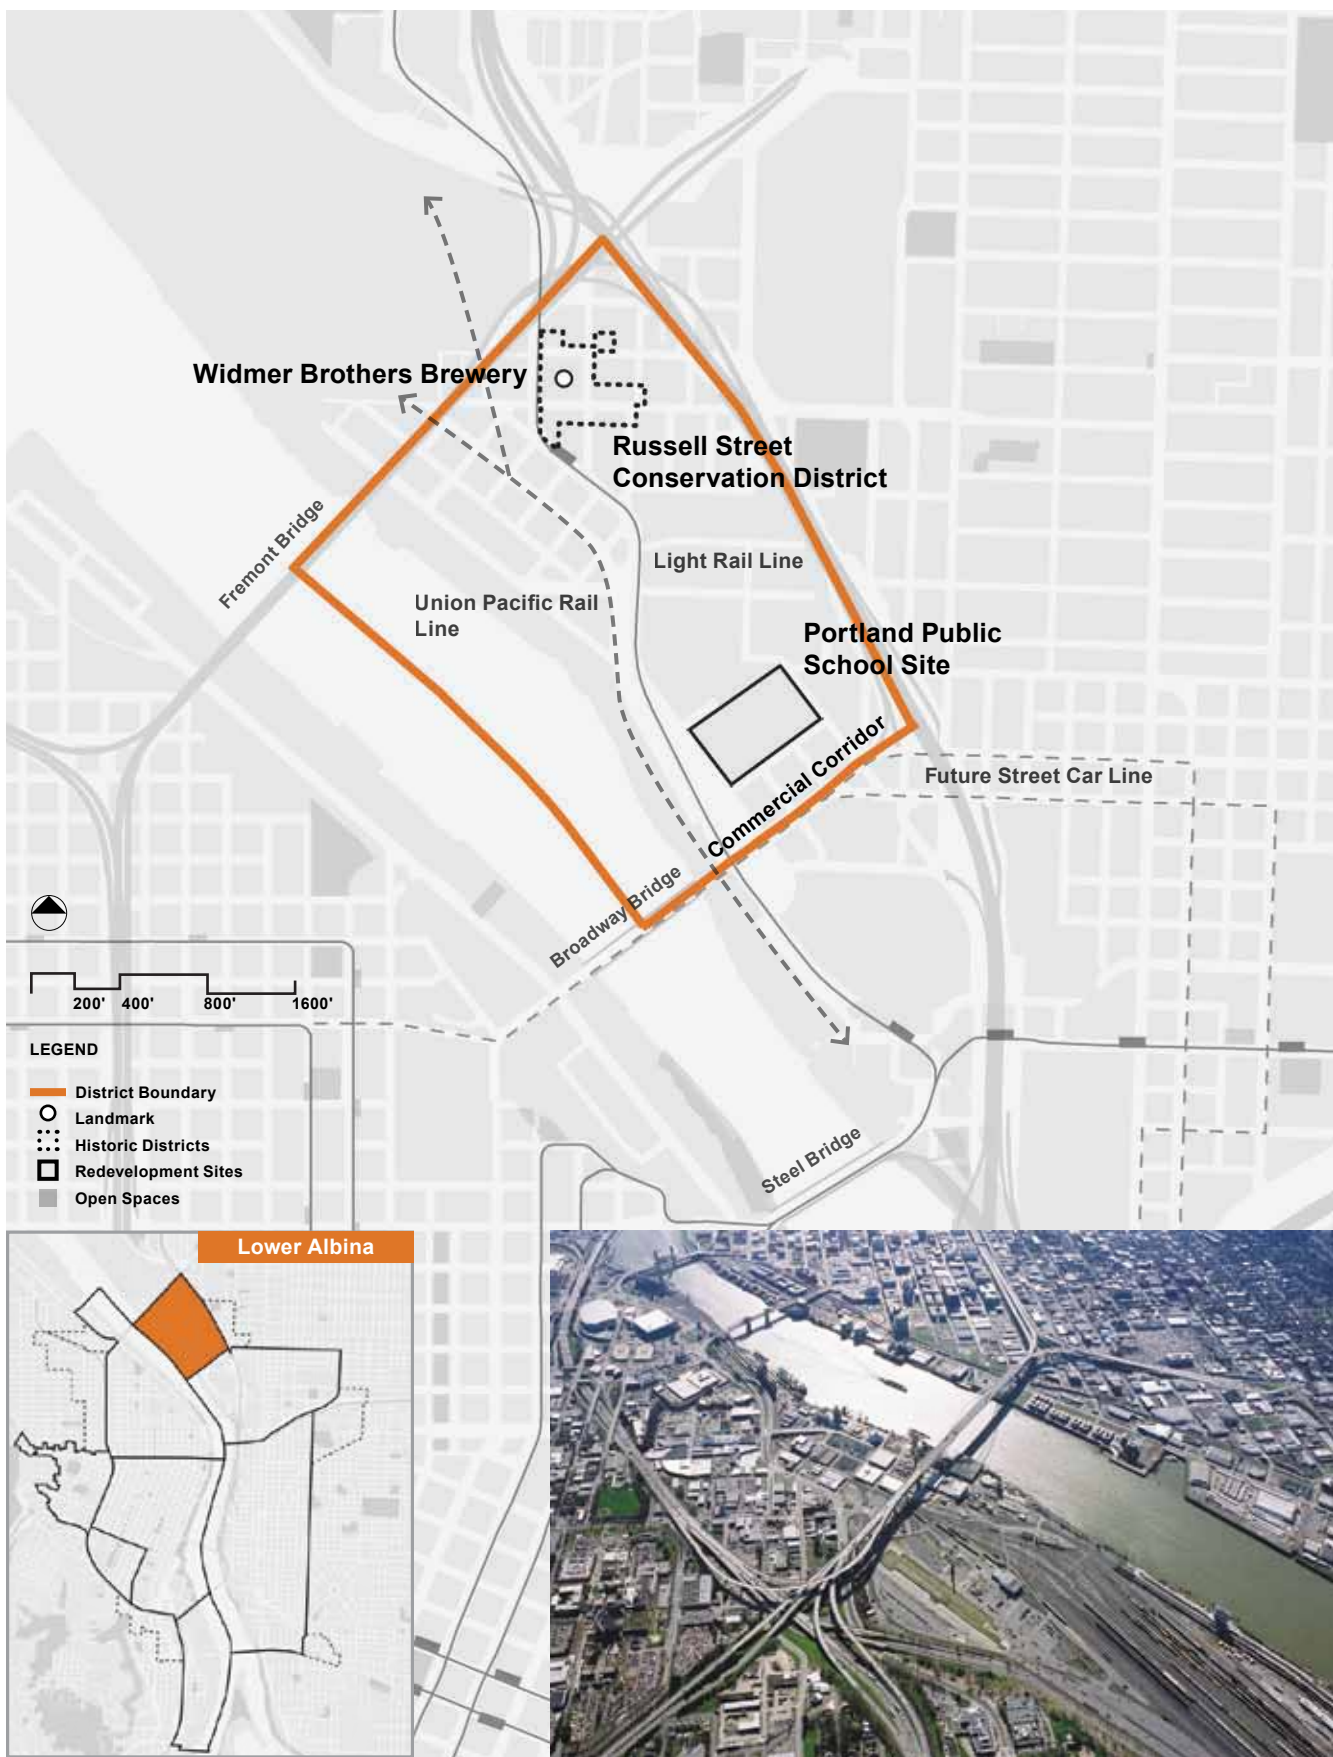 Widmer Brothers Brewery
Russell Street
Conservation District
Fremont Bridge
Light Rail Line
Union Pacific Rail
Line
Portland Public
School Site
Commercial Corridor
Future Street Car Line
Broadway Bridge
200' 400' 800' 1600'
LEGEND
District Boundary
Landmark
Historic Districts
Redevelopment Sites
Open Spaces
Steel Bridge
Lower Albina